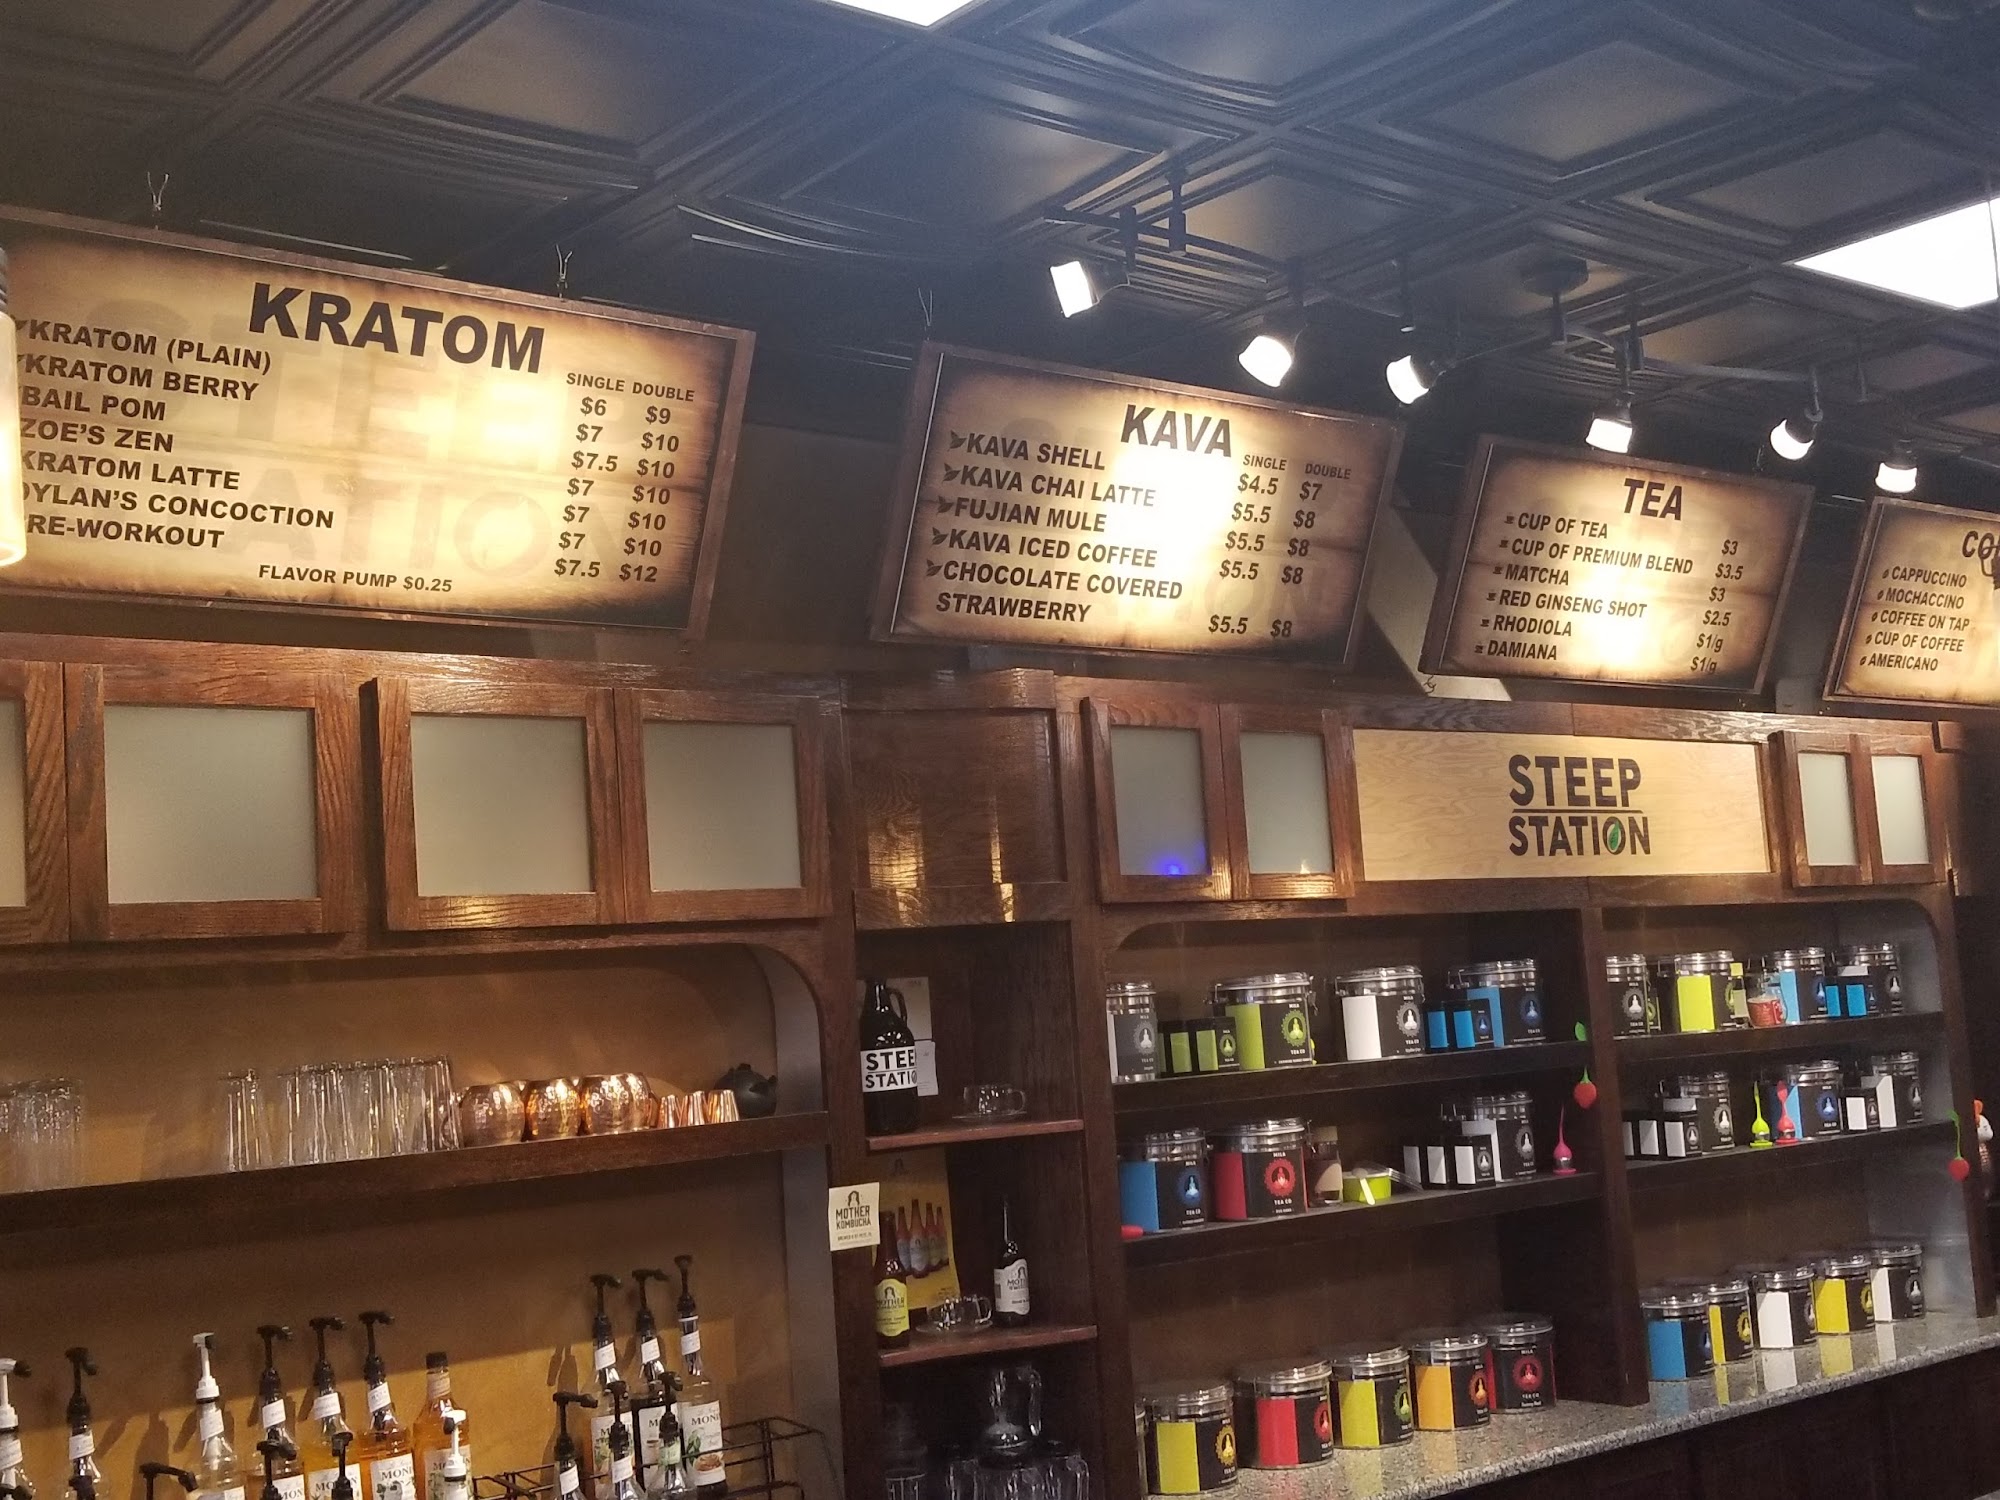 KRATOM
SINGLE DOUBLE
KRATOM (PLAIN) $6 $9
KRATOM BERRY $7 $10
BAIL POM $7.5 $10
ZOE'S ZEN $7 $10
KRATOM LATTE $7 $10
DYLAN'S CONCOCTION $7 $10
RE-WORKOUT $7.5 $12
FLAVOR PUMP $0.25
KAVA
SINGLE DOUBLE
KAVA SHELL $4.5 $7
KAVA CHAI LATTE $5.5 $8
FUJIAN MULE $5.5 $8
KAVA ICED COFFEE $5.5 $8
CHOCOLATE COVERED
STRAWBERRY $5.5 $8
TEA
CUP OF TEA $3
CUP OF PREMIUM BLEND $3.5
MATCHA $3
RED GINSENG SHOT $2.5
RHODIOLA $1/g
DAMIANA $1/g
CO
CAPPUCCINO
MOCHACCINO
COFFEE ON TAP
CUP OF COFFEE
AMERICANO
STEEP
STATION
STEE
STATI
MOTHER
KOMBUCHA
MOTHER